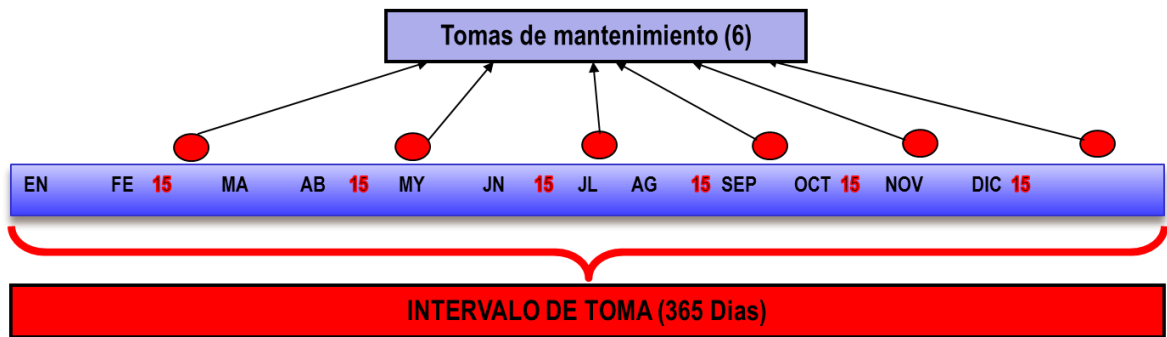 Tomas de mantenimiento (6)
EN FE 15 MA AB 15 MY JN 15 JL AG 15 SEP OCT 15 NOV DIC 15
INTERVALO DE TOMA (365 Dias)